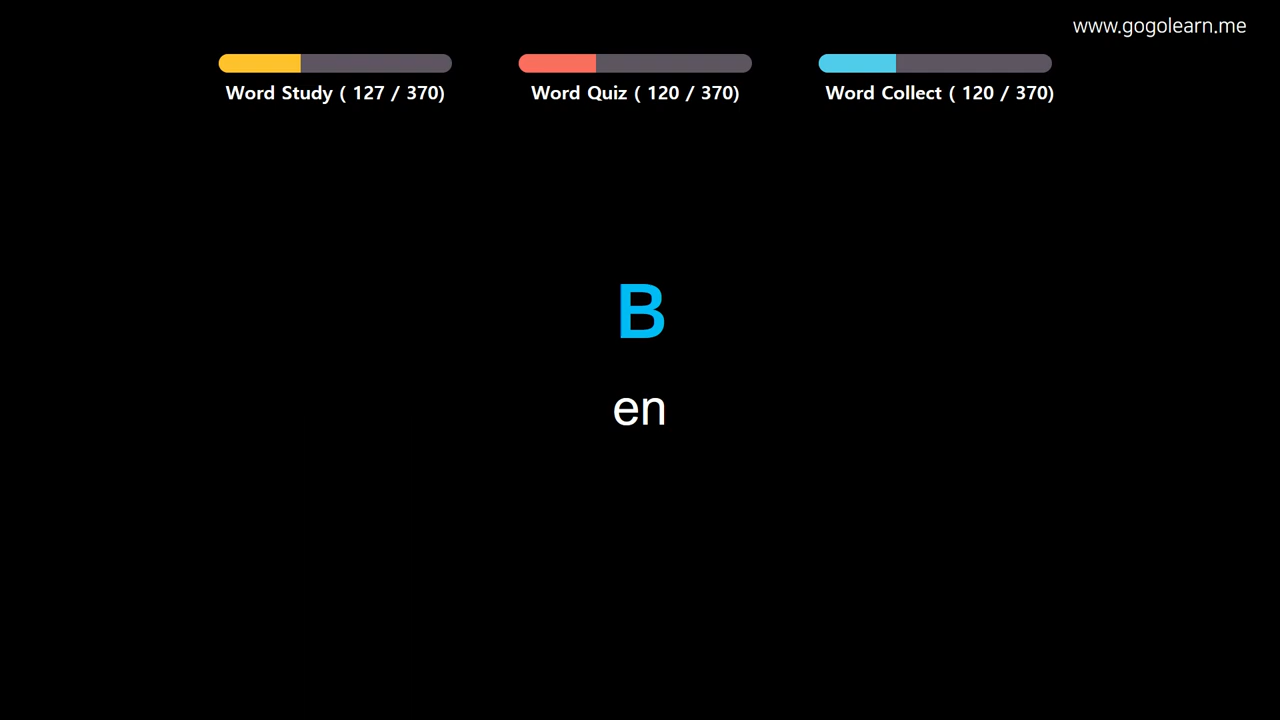 www.gogolearn.me
Word Study ( 127 / 370)
Word Quiz ( 120 / 370)
Word Collect ( 120 / 370)
B
en